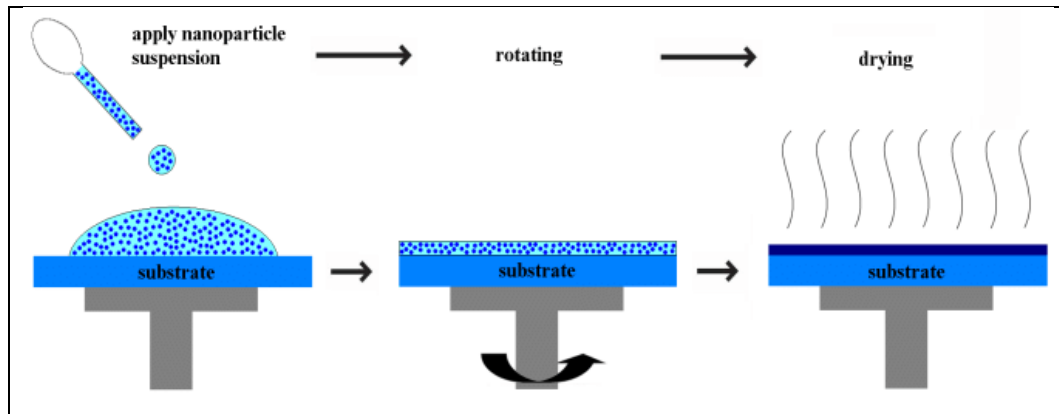 apply nanoparticle
suspension
rotating
drying
substrate
substrate
substrate